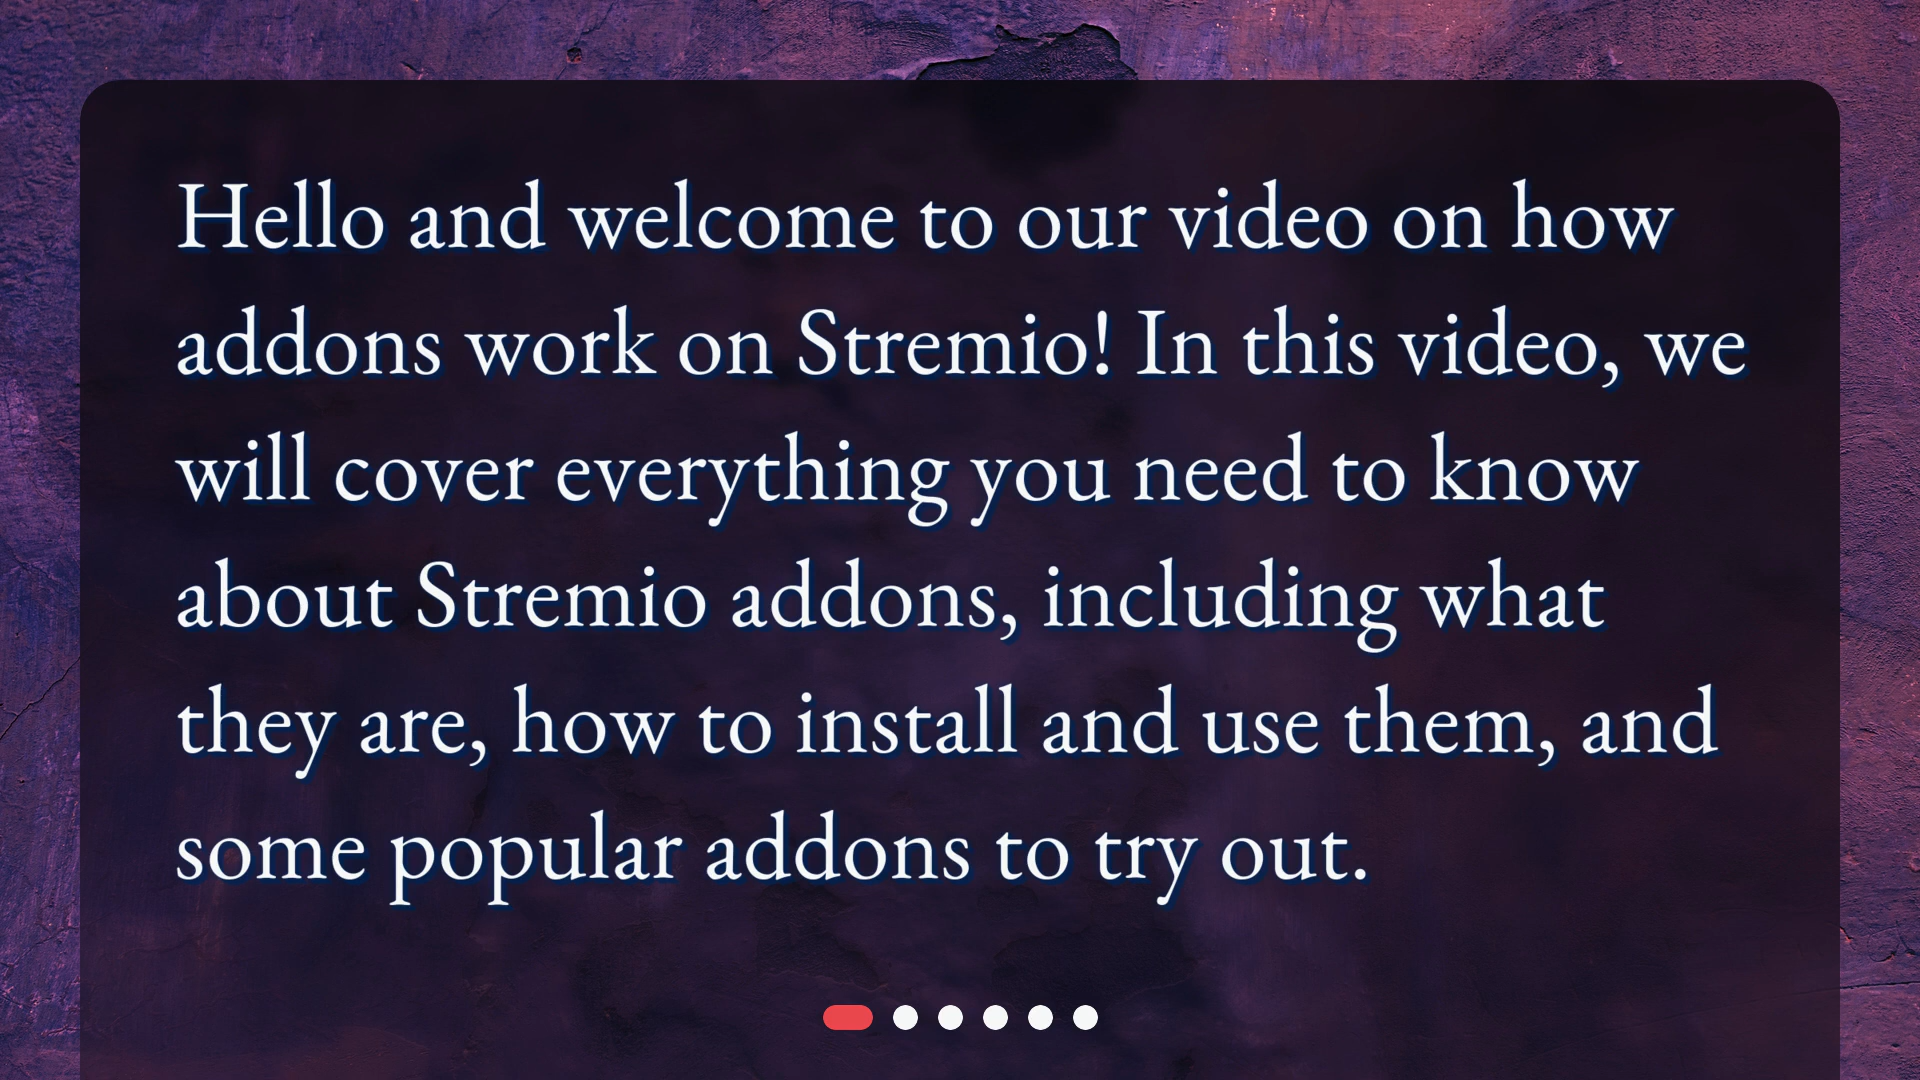 Hello and welcome to our video on how
addons work on Stremio! In this video, we
will cover everything you need to know
about Stremio addons, including what
they are, how to install and use them, and
some popular addons to try out.